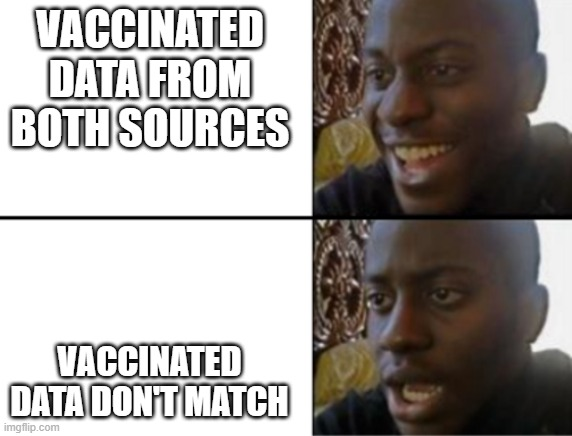 VACCINATED
DATA FROM
BOTH SOURCES
VACCINATED
DATA DON'T MATCH
imgflip.com